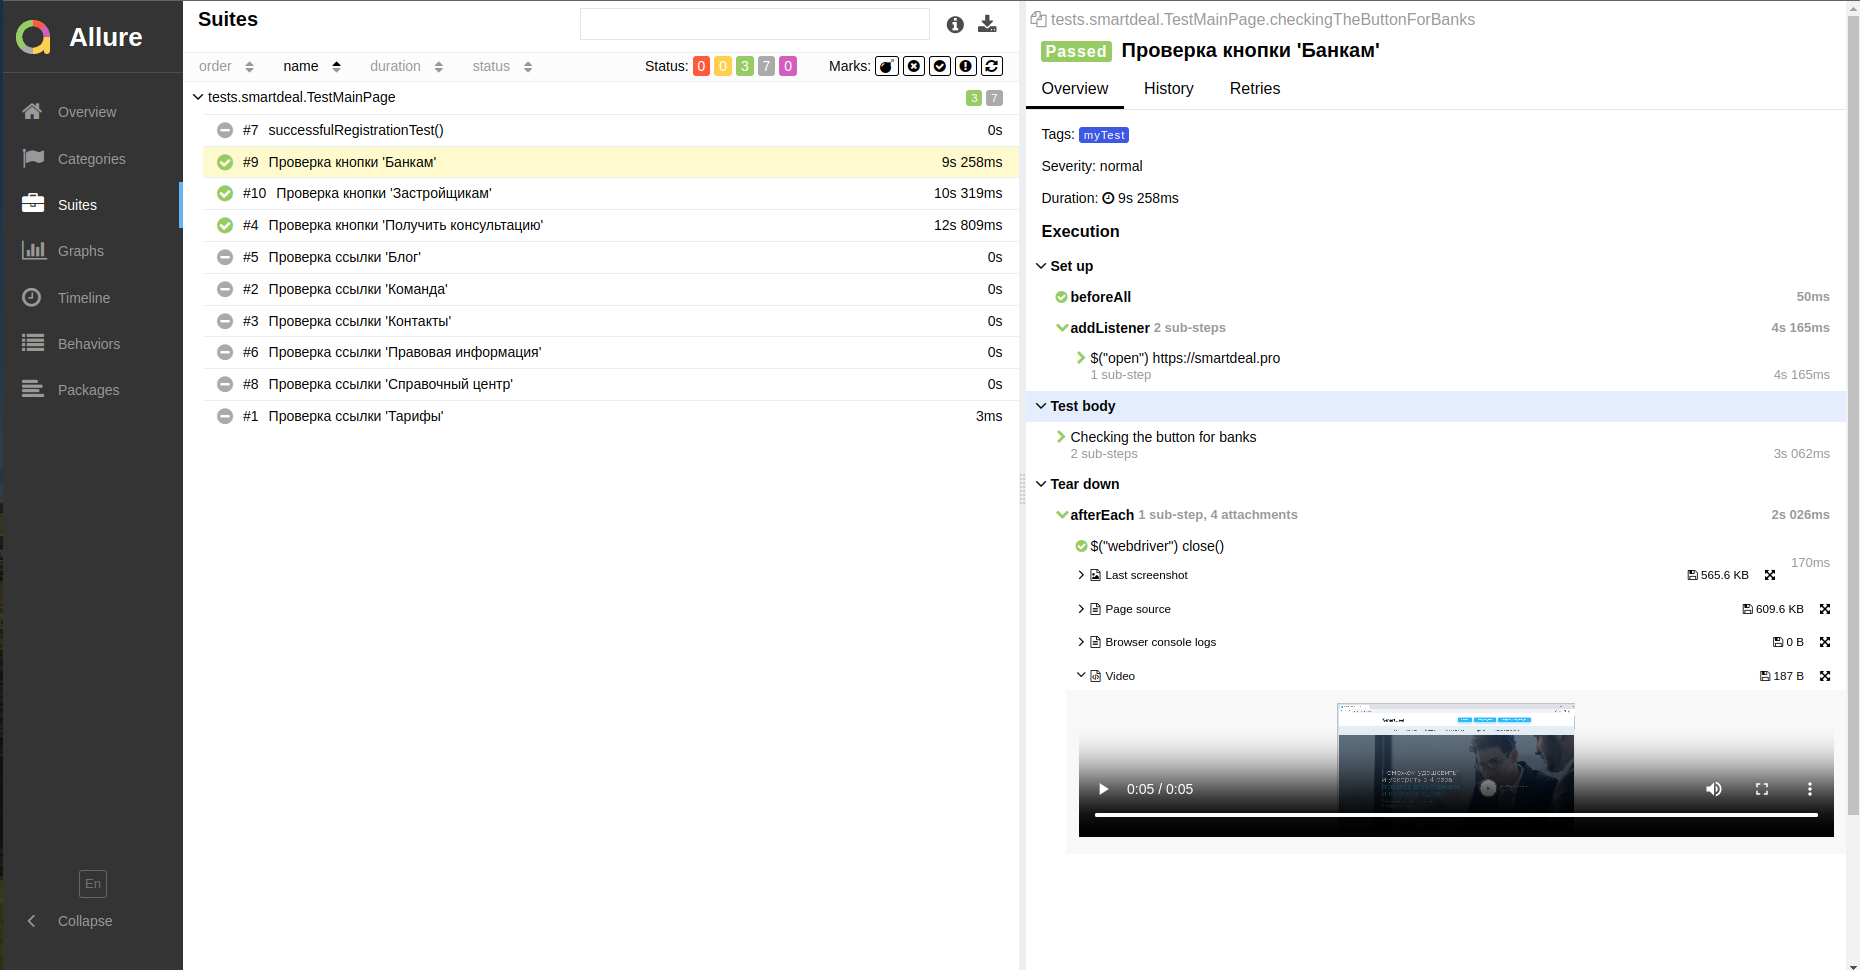 Allure
Overview
Categories
Suites
Graphs
Timeline
Behaviors
Packages
En
Collapse
Suites
order name duration status Status: 0 0 3 7 0 Marks:
tests.smartdeal.TestMainPage 3 7
#7 successfulRegistrationTest() 0s
#9 Проверка кнопки 'Банкам' 9s 258ms
#10 Проверка кнопки 'Застройщикам' 10s 319ms
#4 Проверка кнопки 'Получить консультацию' 12s 809ms
#5 Проверка ссылки 'Блог' 0s
#2 Проверка ссылки 'Команда' 0s
#3 Проверка ссылки 'Контакты' 0s
#6 Проверка ссылки 'Правовая информация' 0s
#8 Проверка ссылки 'Справочный центр' 0s
#1 Проверка ссылки 'Тарифы' 3ms
tests.smartdeal.TestMainPage.checkingTheButtonForBanks
Passed Проверка кнопки 'Банкам'
Overview History Retries
Tags: myTest
Severity: normal
Duration: 9s 258ms
Execution
Set up
beforeAll 50ms
addListener 2 sub-steps 4s 165ms
$("open") https://smartdeal.pro
1 sub-step 4s 165ms
Test body
Checking the button for banks
2 sub-steps 3s 062ms
Tear down
afterEach 1 sub-step, 4 attachments 2s 026ms
$("webdriver") close()
170ms
Last screenshot 565.6 KB
Page source 609.6 KB
Browser console logs 0 B
Video 187 B
0:05 / 0:05